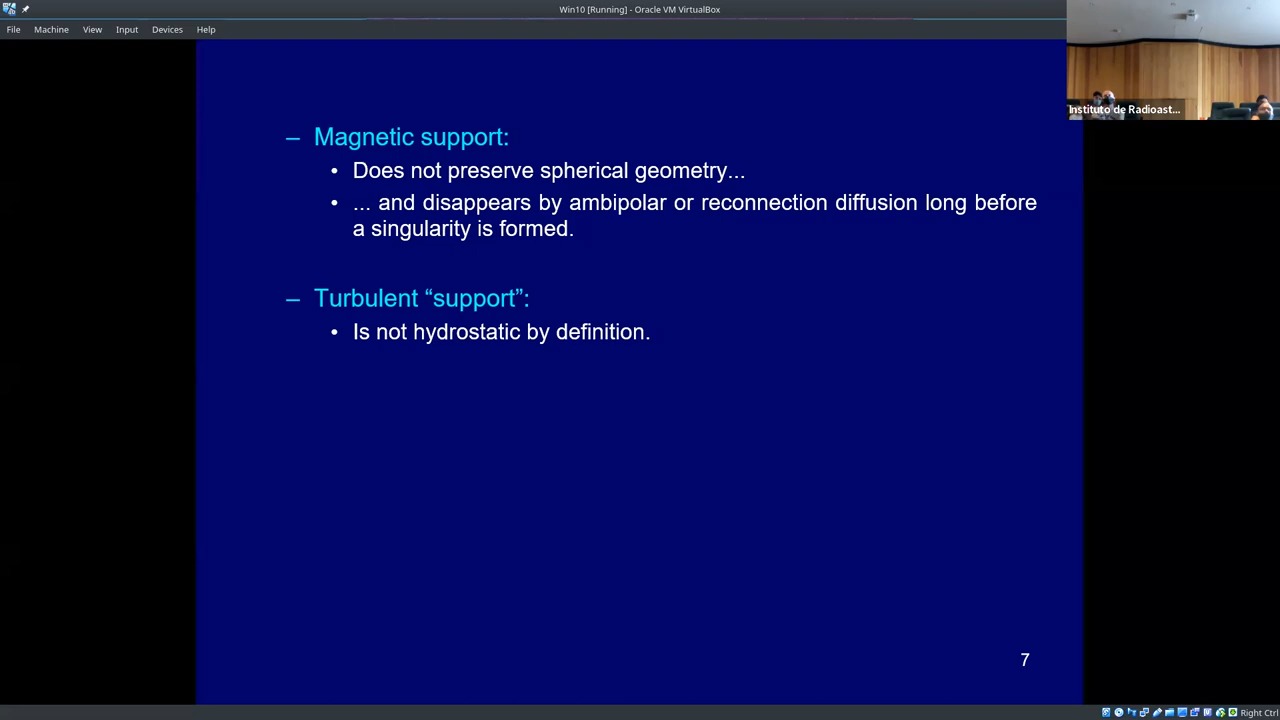 Win10 [Running] - Oracle VM VirtualBox
File Machine View Input Devices Help
Instituto de Radioast...
– Magnetic support:
• Does not preserve spherical geometry...
• ... and disappears by ambipolar or reconnection diffusion long before
a singularity is formed.
– Turbulent “support”:
• Is not hydrostatic by definition.
7
Right Ctrl